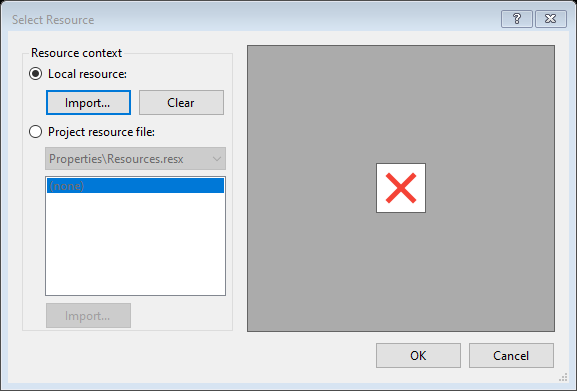 Select Resource
?
Resource context
Local resource:
Import...
Clear
Project resource file:
Properties\Resources.resx
(none)
Import...
OK
Cancel